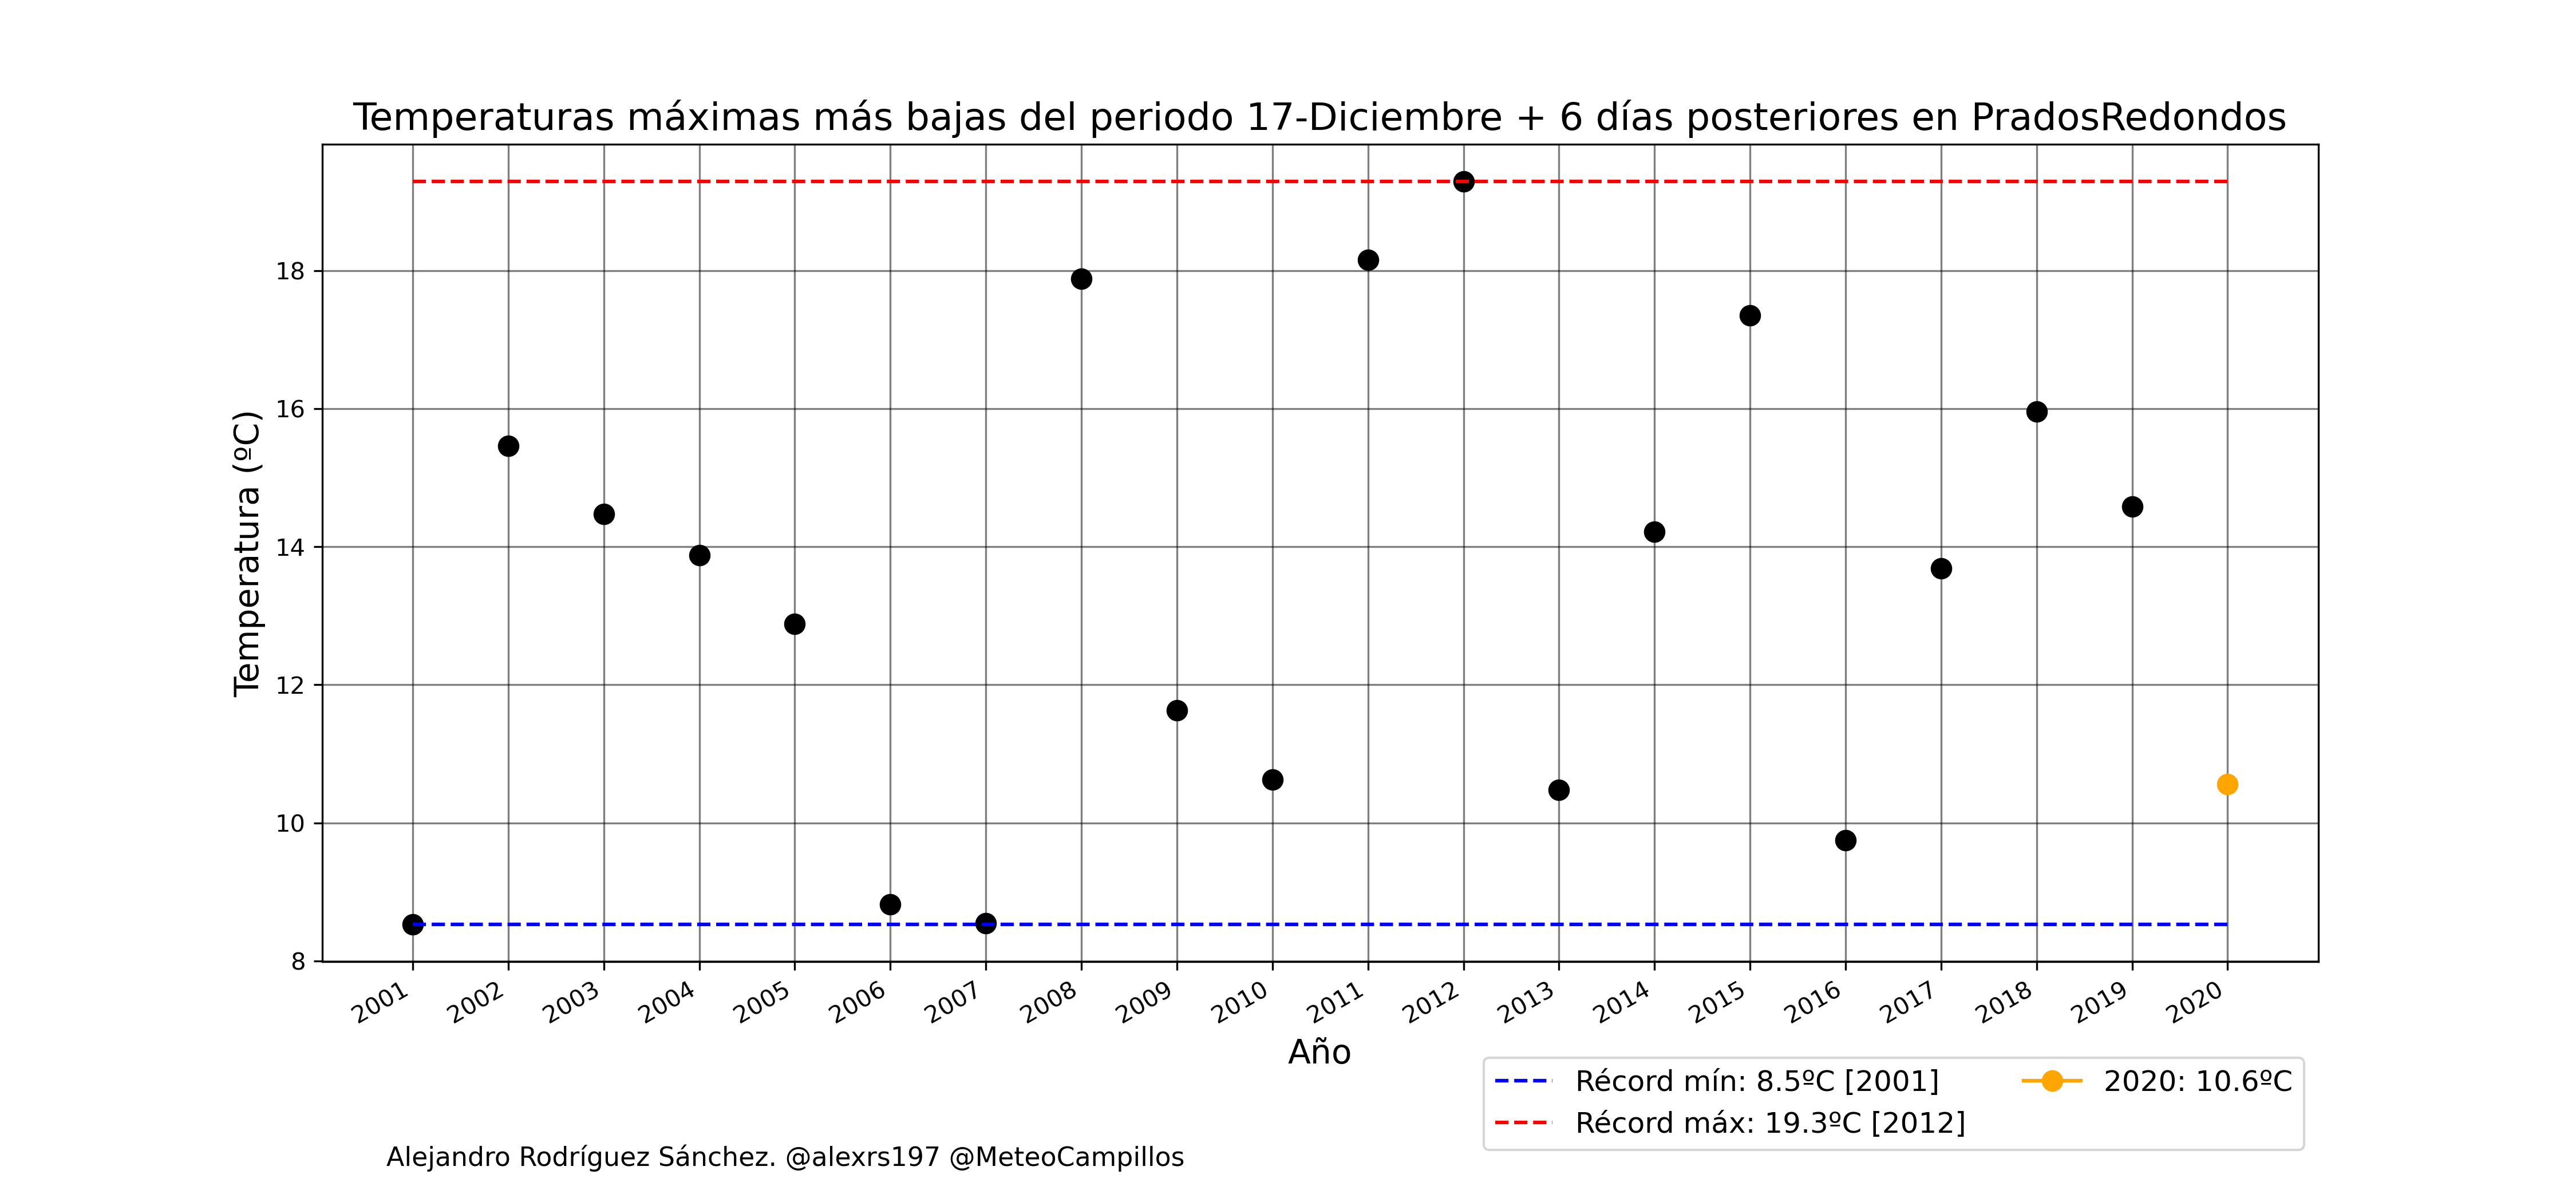 Temperaturas máximas más bajas del periodo 17-Diciembre + 6 días posteriores en PradosRedondos
Temperatura (ºC)
18
16
14
12
10
8
2001 2002 2003 2004 2005 2006 2007 2008 2009 2010 2011 2012 2013 2014 2015 2016 2017 2018 2019 2020
Año
Récord mín: 8.5ºC [2001]
Récord máx: 19.3ºC [2012]
2020: 10.6ºC
Alejandro Rodríguez Sánchez. @alexrs197 @MeteoCampillos